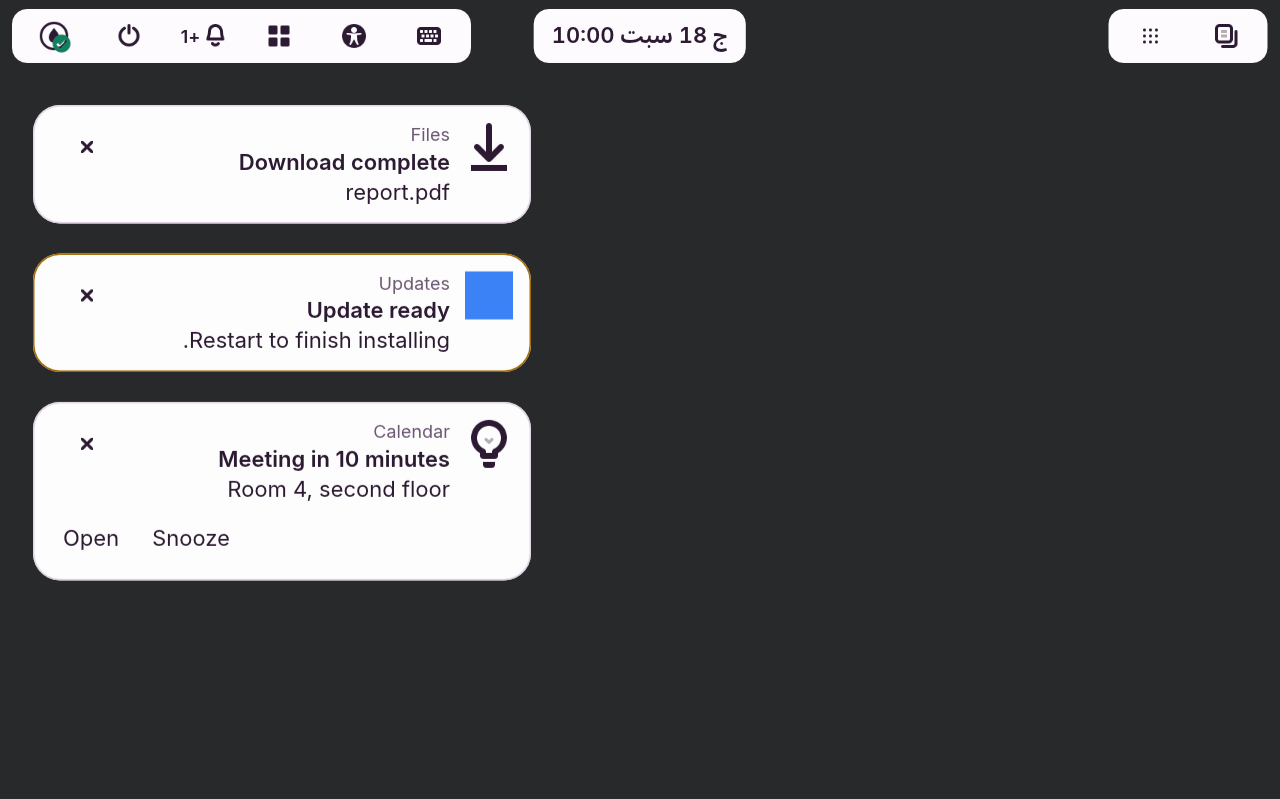 ج 18 سبت 10:00
1+
Files
Download complete
report.pdf
Updates
Update ready
.Restart to finish installing
Calendar
Meeting in 10 minutes
Room 4, second floor
Open
Snooze